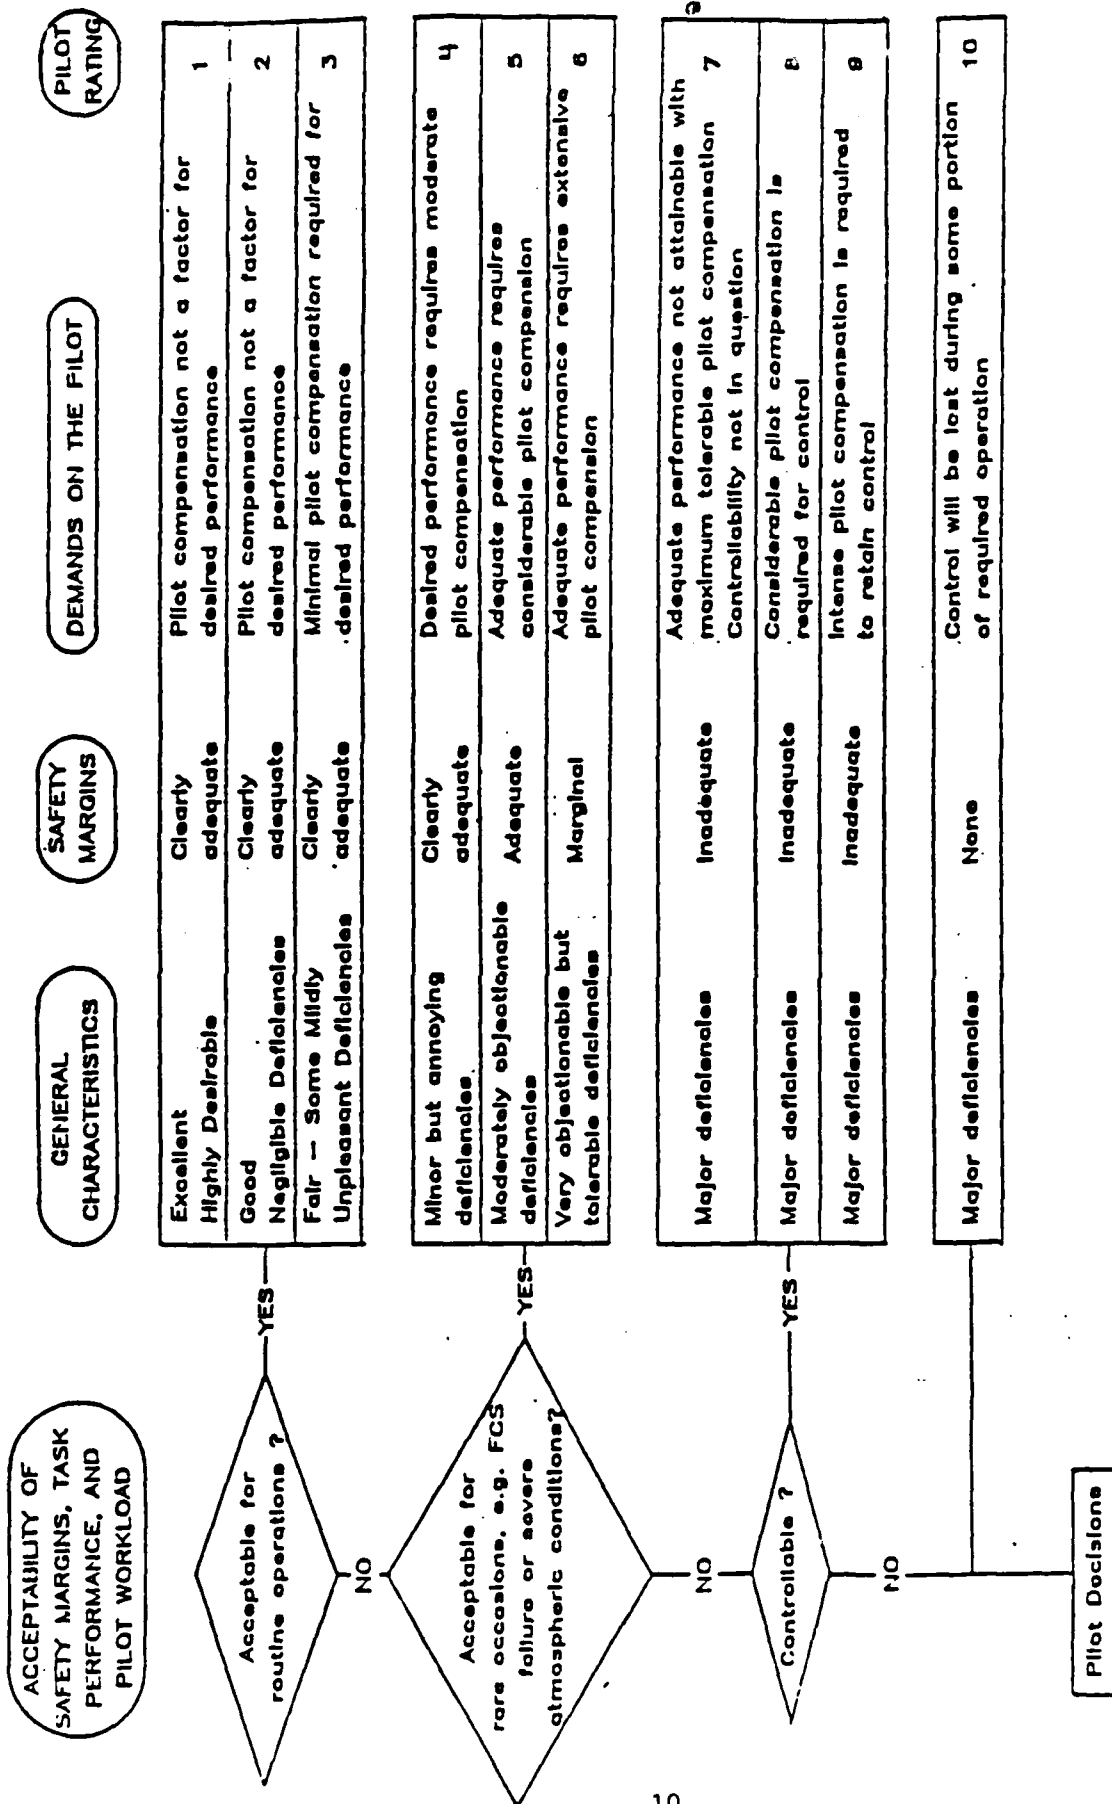 ACCEPTABILITY OF
SAFETY MARGINS, TASK
PERFORMANCE, AND
PILOT WORKLOAD
GENERAL
CHARACTERISTICS
SAFETY
MARGINS
DEMANDS ON THE PILOT
PILOT
RATING
Acceptable for
routine operations ?
YES
Excellent
Highly Desirable
Clearly
adequate
Pilot compensation not a factor for
desired performance
1
Good
Negligible Deficiencies
Clearly
adequate
Pilot compensation not a factor for
desired performance
2
Fair — Some Mildly
Unpleasant Deficiencies
Clearly
adequate
Minimal pilot compensation required for
desired performance
3
NO
Acceptable for
rare occasions, e.g. FCS
failure or severe
atmospheric conditions?
YES
Minor but annoying
deficiencies
Clearly
adequate
Desired performance requires moderate
pilot compensation
4
Moderately objectionable
deficiencies
Adequate
Adequate performance requires
considerable pilot compension
5
Very objectionable but
tolerable deficiencies
Marginal
Adequate performance requires extensive
pilot compension
6
NO
Controllable ?
YES
Major deficiencies
Inadequate
Adequate performance not attainable with
maximum tolerable pilot compensation
Controllability not in question
7
Major deficiencies
Inadequate
Considerable pilot compensation is
required for control
8
Major deficiencies
Inadequate
Intense pilot compensation is required
to retain control
9
NO
Major deficiencies
None
Control will be lost during some portion
of required operation
10
Pilot Decisions
10